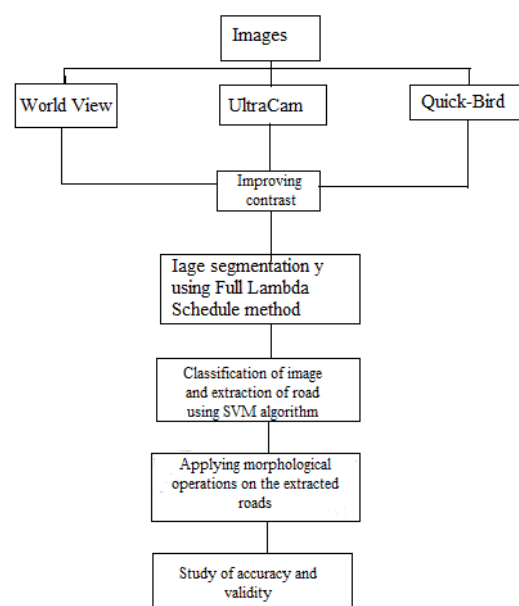 Images
World View
UltraCam
Quick-Bird
Improving
contrast
Iage segmentation y
using Full Lambda
Schedule method
Classification of image
and extraction of road
using SVM algorithm
Applying morphological
operations on the extracted
roads
Study of accuracy and
validity